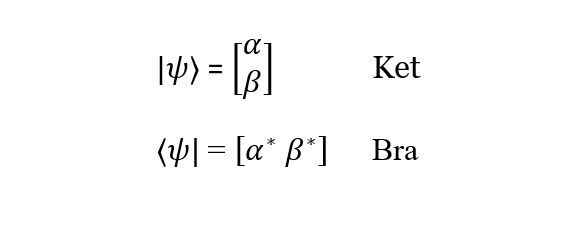 |ψ⟩ = [α β] Ket
⟨ψ| = [α* β*] Bra